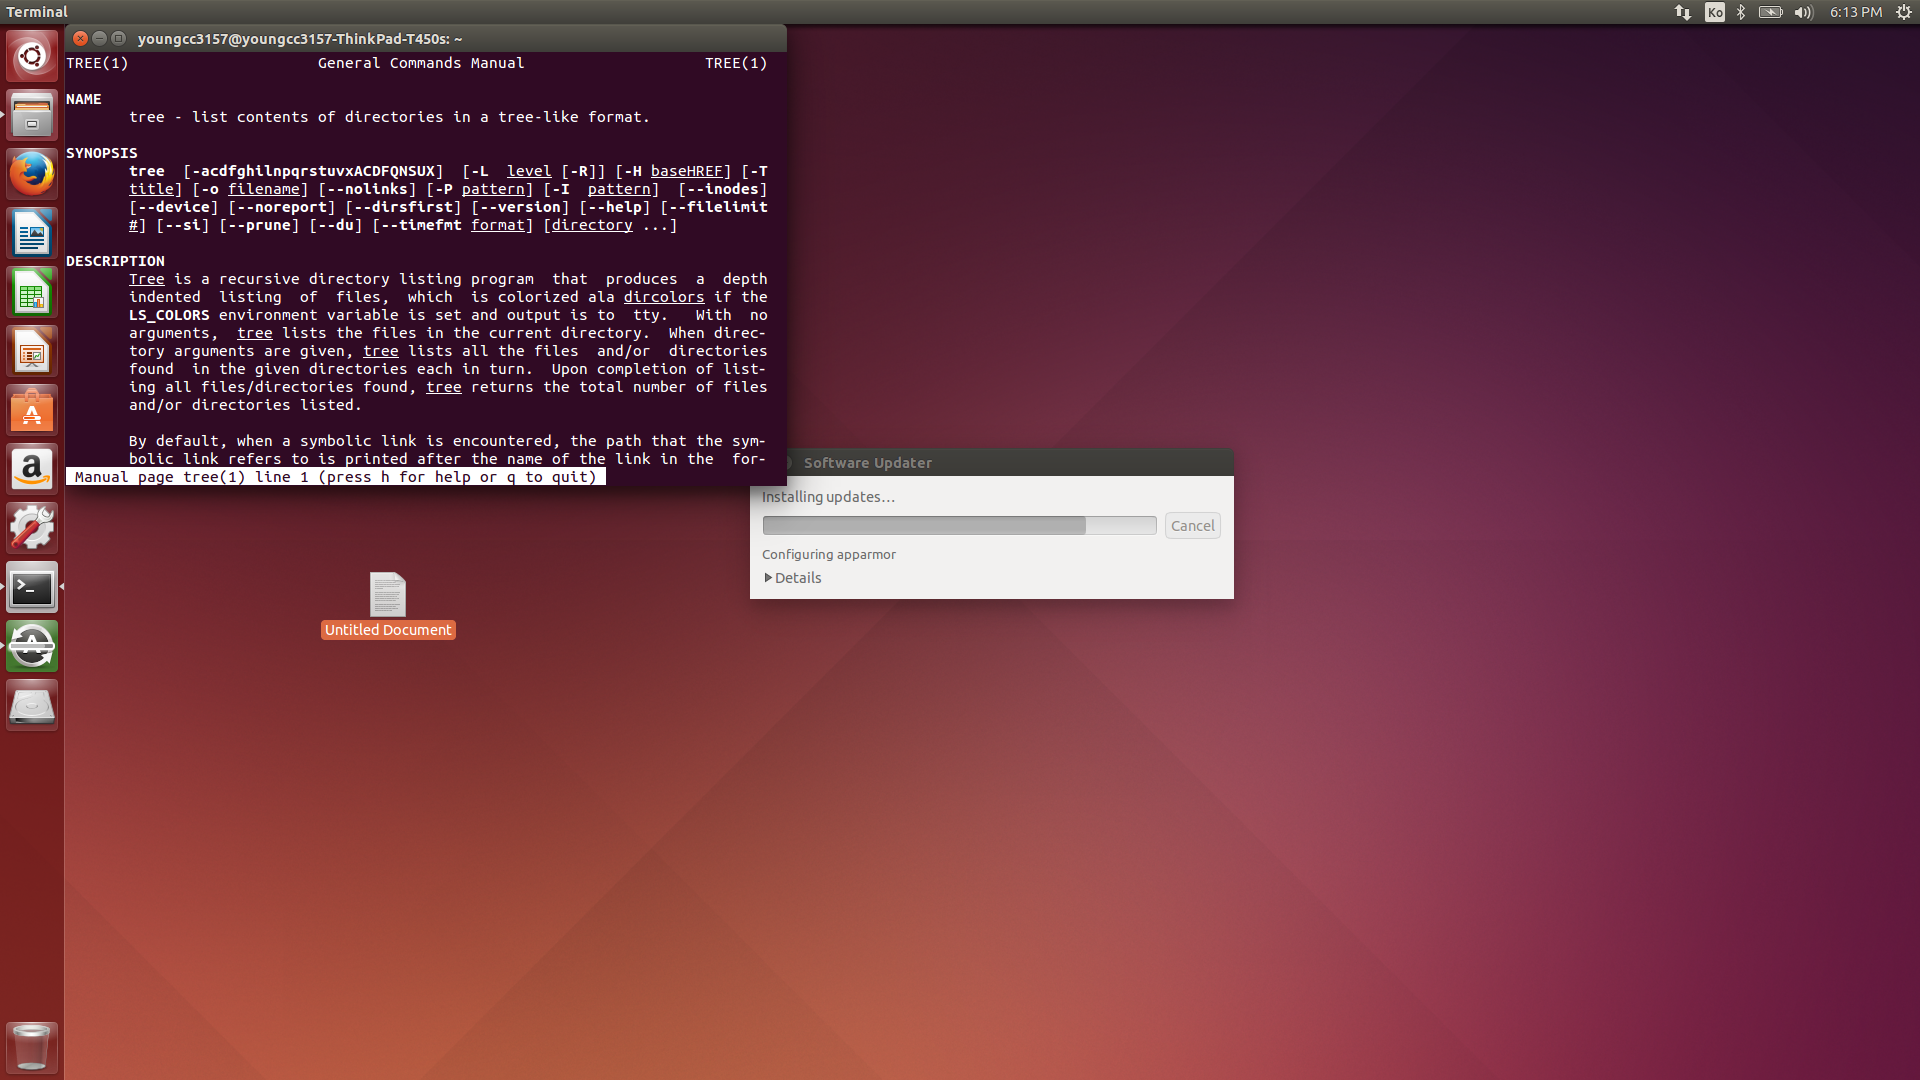 Terminal
Ko
6:13 PM
youngcc3157@youngcc3157-ThinkPad-T450s: ~
TREE(1) General Commands Manual TREE(1)
NAME
tree - list contents of directories in a tree-like format.
SYNOPSIS
tree [-acdfghilnpqrstuvxACDFQNSUX] [-L level [-R]] [-H baseHREF] [-T
title] [-o filename] [--nolinks] [-P pattern] [-I pattern] [--inodes]
[--device] [--noreport] [--dirsfirst] [--version] [--help] [--filelimit
#] [--si] [--prune] [--du] [--timefmt format] [directory ...]
DESCRIPTION
Tree is a recursive directory listing program that produces a depth
indented listing of files, which is colorized ala dircolors if the
LS_COLORS environment variable is set and output is to tty. With no
arguments, tree lists the files in the current directory. When direc-
tory arguments are given, tree lists all the files and/or directories
found in the given directories each in turn. Upon completion of list-
ing all files/directories found, tree returns the total number of files
and/or directories listed.
By default, when a symbolic link is encountered, the path that the sym-
bolic link refers to is printed after the name of the link in the for-
Manual page tree(1) line 1 (press h for help or q to quit)
Software Updater
Installing updates…
Cancel
Configuring apparmor
Details
Untitled Document